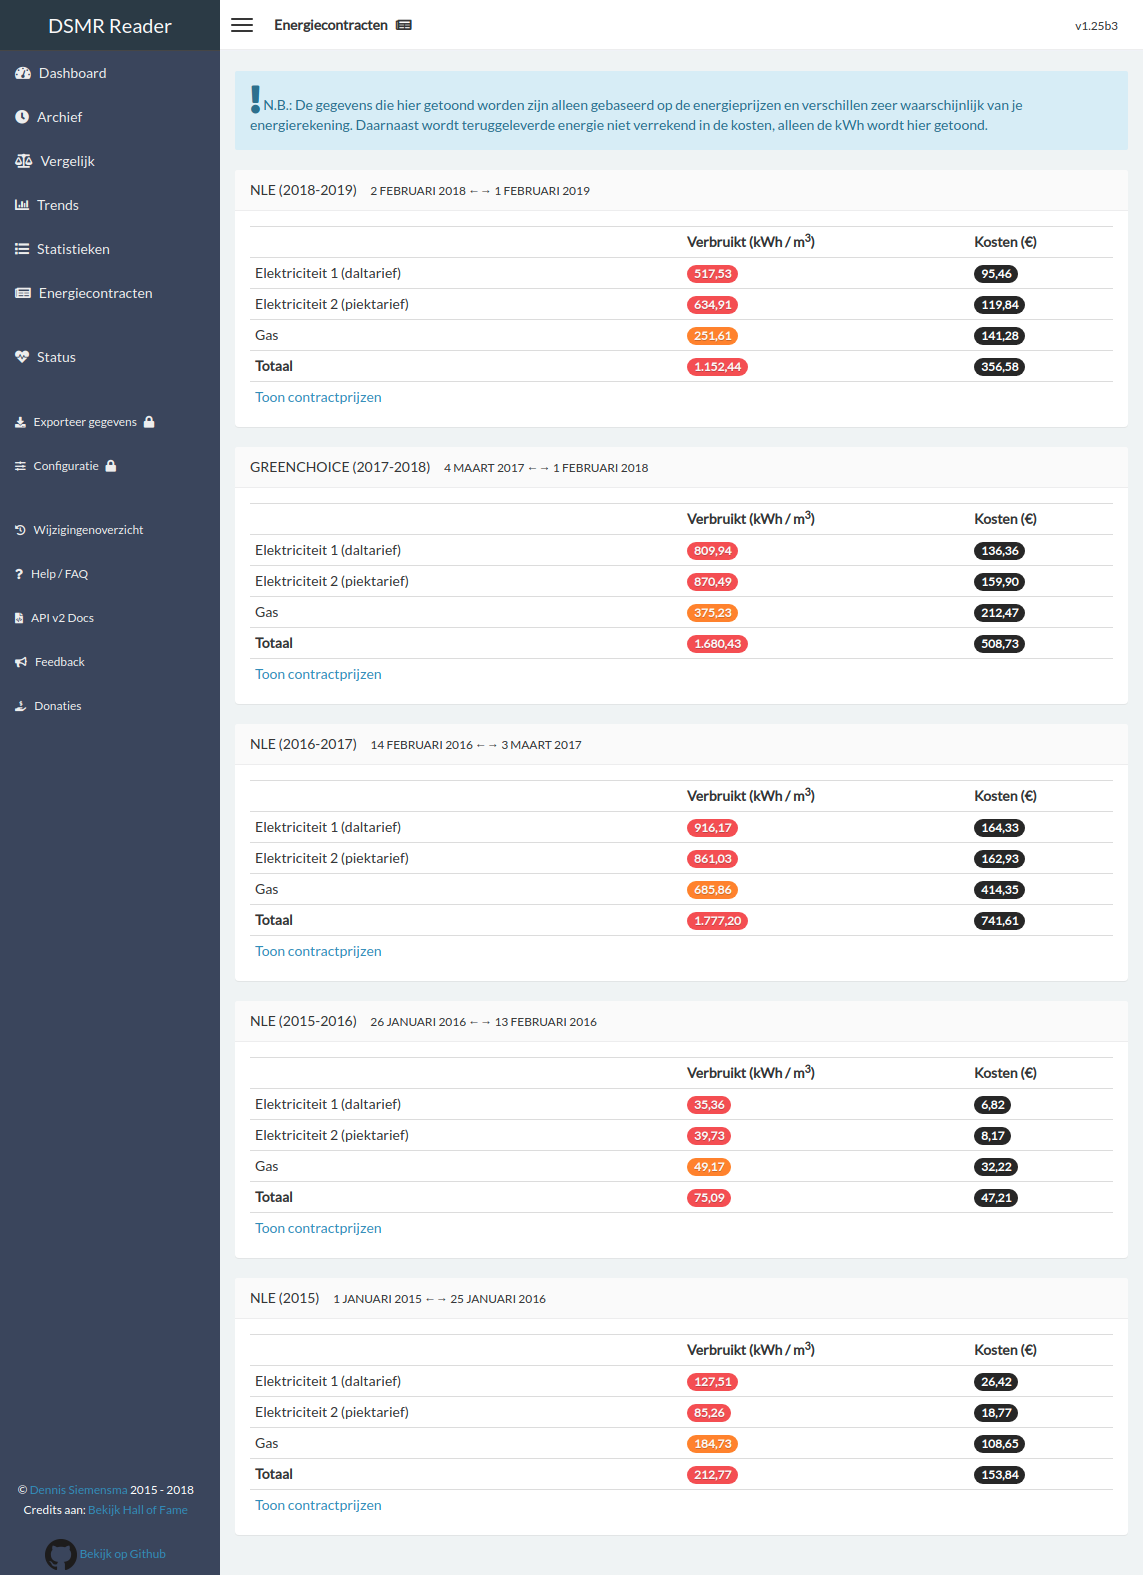 DSMR Reader
Dashboard
Archief
Vergelijk
Trends
Statistieken
Energiecontracten
Status
Exporteer gegevens
Configuratie
Wijzigingenoverzicht
Help / FAQ
API v2 Docs
Feedback
Donaties
© Dennis Siemensma 2015 - 2018
Credits aan: Bekijk Hall of Fame
Bekijk op Github
Energiecontracten
v1.25b3
N.B.: De gegevens die hier getoond worden zijn alleen gebaseerd op de energieprijzen en verschillen zeer waarschijnlijk van je
energierekening. Daarnaast wordt teruggeleverde energie niet verrekend in de kosten, alleen de kWh wordt hier getoond.
NLE (2018-2019) 2 FEBRUARI 2018 ←→ 1 FEBRUARI 2019
Verbruikt (kWh / m³) Kosten (€)
Elektriciteit 1 (daltarief) 517,53 95,46
Elektriciteit 2 (piektarief) 634,91 119,84
Gas 251,61 141,28
Totaal 1.152,44 356,58
Toon contractprijzen
GREENCHOICE (2017-2018) 4 MAART 2017 ←→ 1 FEBRUARI 2018
Verbruikt (kWh / m³) Kosten (€)
Elektriciteit 1 (daltarief) 809,94 136,36
Elektriciteit 2 (piektarief) 870,49 159,90
Gas 375,23 212,47
Totaal 1.680,43 508,73
Toon contractprijzen
NLE (2016-2017) 14 FEBRUARI 2016 ←→ 3 MAART 2017
Verbruikt (kWh / m³) Kosten (€)
Elektriciteit 1 (daltarief) 916,17 164,33
Elektriciteit 2 (piektarief) 861,03 162,93
Gas 685,86 414,35
Totaal 1.777,20 741,61
Toon contractprijzen
NLE (2015-2016) 26 JANUARI 2016 ←→ 13 FEBRUARI 2016
Verbruikt (kWh / m³) Kosten (€)
Elektriciteit 1 (daltarief) 35,36 6,82
Elektriciteit 2 (piektarief) 39,73 8,17
Gas 49,17 32,22
Totaal 75,09 47,21
Toon contractprijzen
NLE (2015) 1 JANUARI 2015 ←→ 25 JANUARI 2016
Verbruikt (kWh / m³) Kosten (€)
Elektriciteit 1 (daltarief) 127,51 26,42
Elektriciteit 2 (piektarief) 85,26 18,77
Gas 184,73 108,65
Totaal 212,77 153,84
Toon contractprijzen